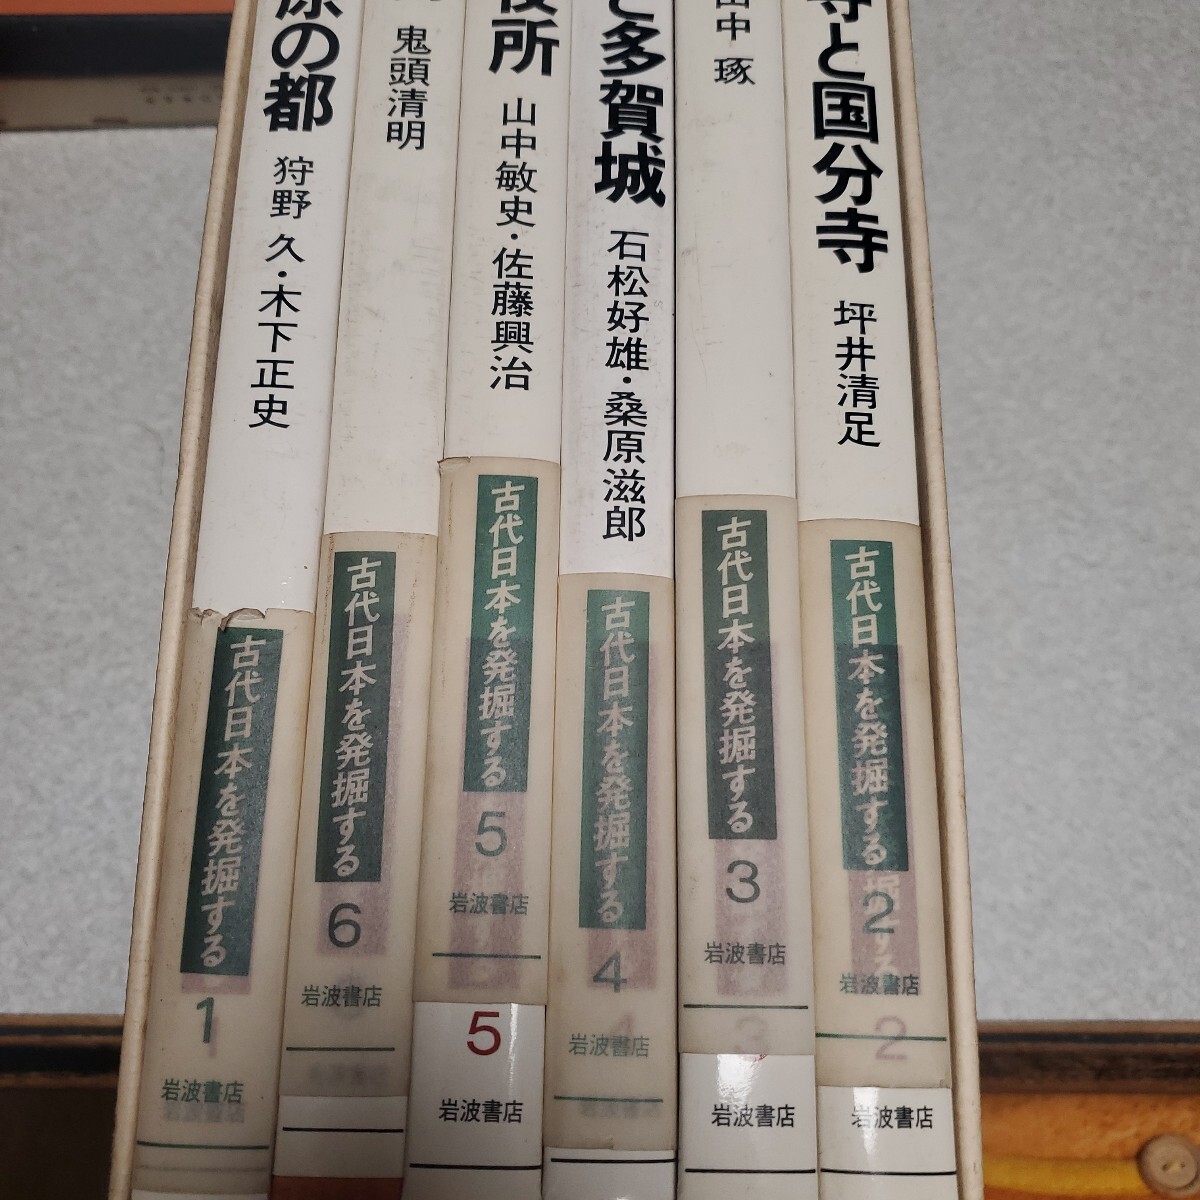 原の都
狩野 久・木下正史
古代日本を発掘する
1
岩波書店
鬼頭清明
古代日本を発掘する
6
岩波書店
役所
山中敏史・佐藤興治
古代日本を発掘する
5
岩波書店
5
岩波書店
と多賀城
石松好雄・桑原滋郎
古代日本を発掘する
4
岩波書店
田中 琢
古代日本を発掘する
3
岩波書店
3
岩波書店
寺と国分寺
坪井清足
古代日本を発掘する
2
岩波書店
2
岩波書店